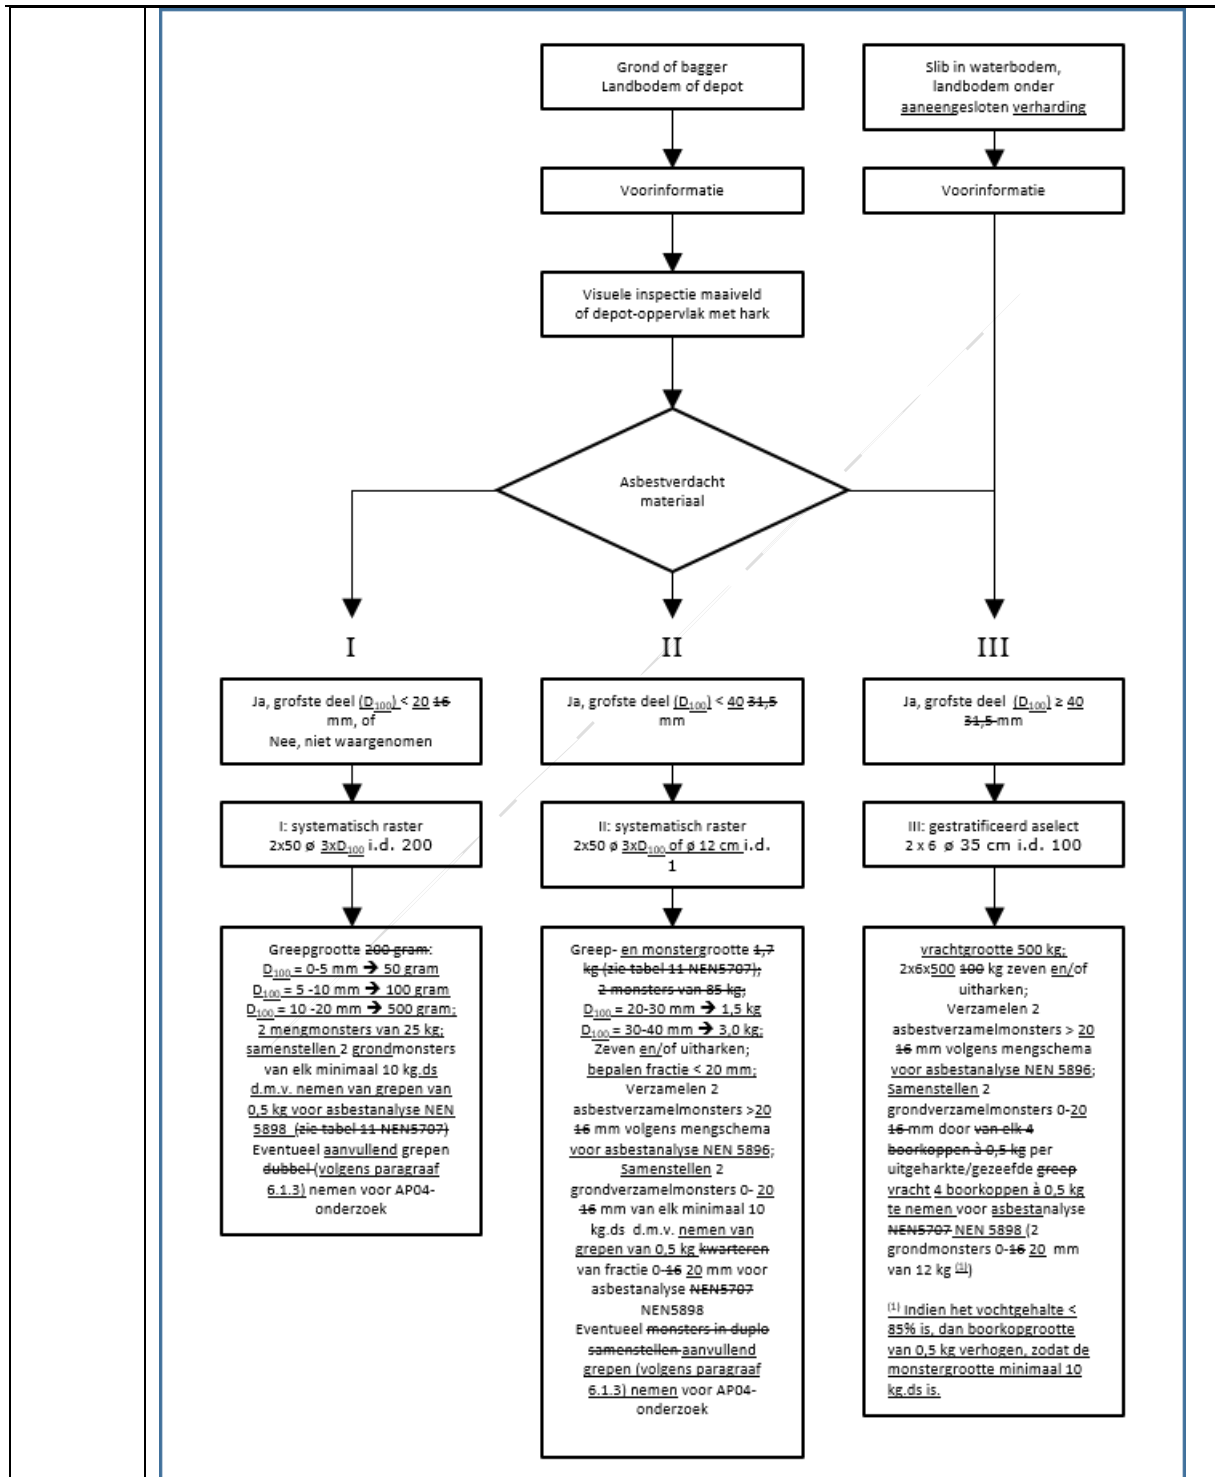 Grond of bagger
Landbodem of depot
Slib in waterbodem,
landbodem onder
aaneengesloten verharding
Voorinformatie
Voorinformatie
Visuele inspectie maaiveld
of depot-oppervlak met hark
Asbestverdacht
materiaal
I
II
III
Ja, grofste deel (D100) < 20 16
mm, of
Nee, niet waargenomen
Ja, grofste deel (D100) < 40 31,5
mm
Ja, grofste deel (D100) ≥ 40
31,5 mm
I: systematisch raster
2x50 ø 3xD100 i.d. 200
II: systematisch raster
2x50 ø 3xD100 of ø 12 cm i.d.
1
III: gestratificeerd aselect
2 x 6 ø 35 cm i.d. 100
Greepgrootte 200 gram:
D100 = 0-5 mm ➔ 50 gram
D100 = 5 -10 mm ➔ 100 gram
D100 = 10 -20 mm ➔ 500 gram;
2 mengmonsters van 25 kg;
samenstellen 2 grondmonsters
van elk minimaal 10 kg.ds
d.m.v. nemen van grepen van
0,5 kg voor asbestanalyse NEN
5898 (zie tabel 11 NEN5707)
Eventueel aanvullend grepen
dubbel (volgens paragraaf
6.1.3) nemen voor AP04-
onderzoek
Greep- en monstergrootte 1,7
kg (zie tabel 11 NEN5707);
2 monsters van 85 kg;
D100 = 20-30 mm ➔ 1,5 kg
D100 = 30-40 mm ➔ 3,0 kg;
Zeven en/of uitharken;
bepalen fractie < 20 mm;
Verzamelen 2
asbestverzamelmonsters >20
16 mm volgens mengschema
voor asbestanalyse NEN 5896;
Samenstellen 2
grondverzamelmonsters 0- 20
16 mm van elk minimaal 10
kg.ds d.m.v. nemen van
grepen van 0,5 kg kwarteren
van fractie 0-16 20 mm voor
asbestanalyse NEN5707
NEN5898
Eventueel monsters in duplo
samenstellen aanvullend
grepen (volgens paragraaf
6.1.3) nemen voor AP04-
onderzoek
vrachtgrootte 500 kg;
2x6x500 100 kg zeven en/of
uitharken;
Verzamelen 2
asbestverzamelmonsters > 20
16 mm volgens mengschema
voor asbestanalyse NEN 5896;
Samenstellen 2
grondverzamelmonsters 0-20
16 mm door van elk 4
boorkoppen à 0,5 kg per
uitgeharkte/gezeefde greep
vracht 4 boorkoppen à 0,5 kg
te nemen voor asbestanalyse
NEN5707 NEN 5898 (2
grondmonsters 0-16 20 mm
van 12 kg (1))
(1) Indien het vochtgehalte <
85% is, dan boorkopgrootte
van 0,5 kg verhogen, zodat de
monstergrootte minimaal 10
kg.ds is.